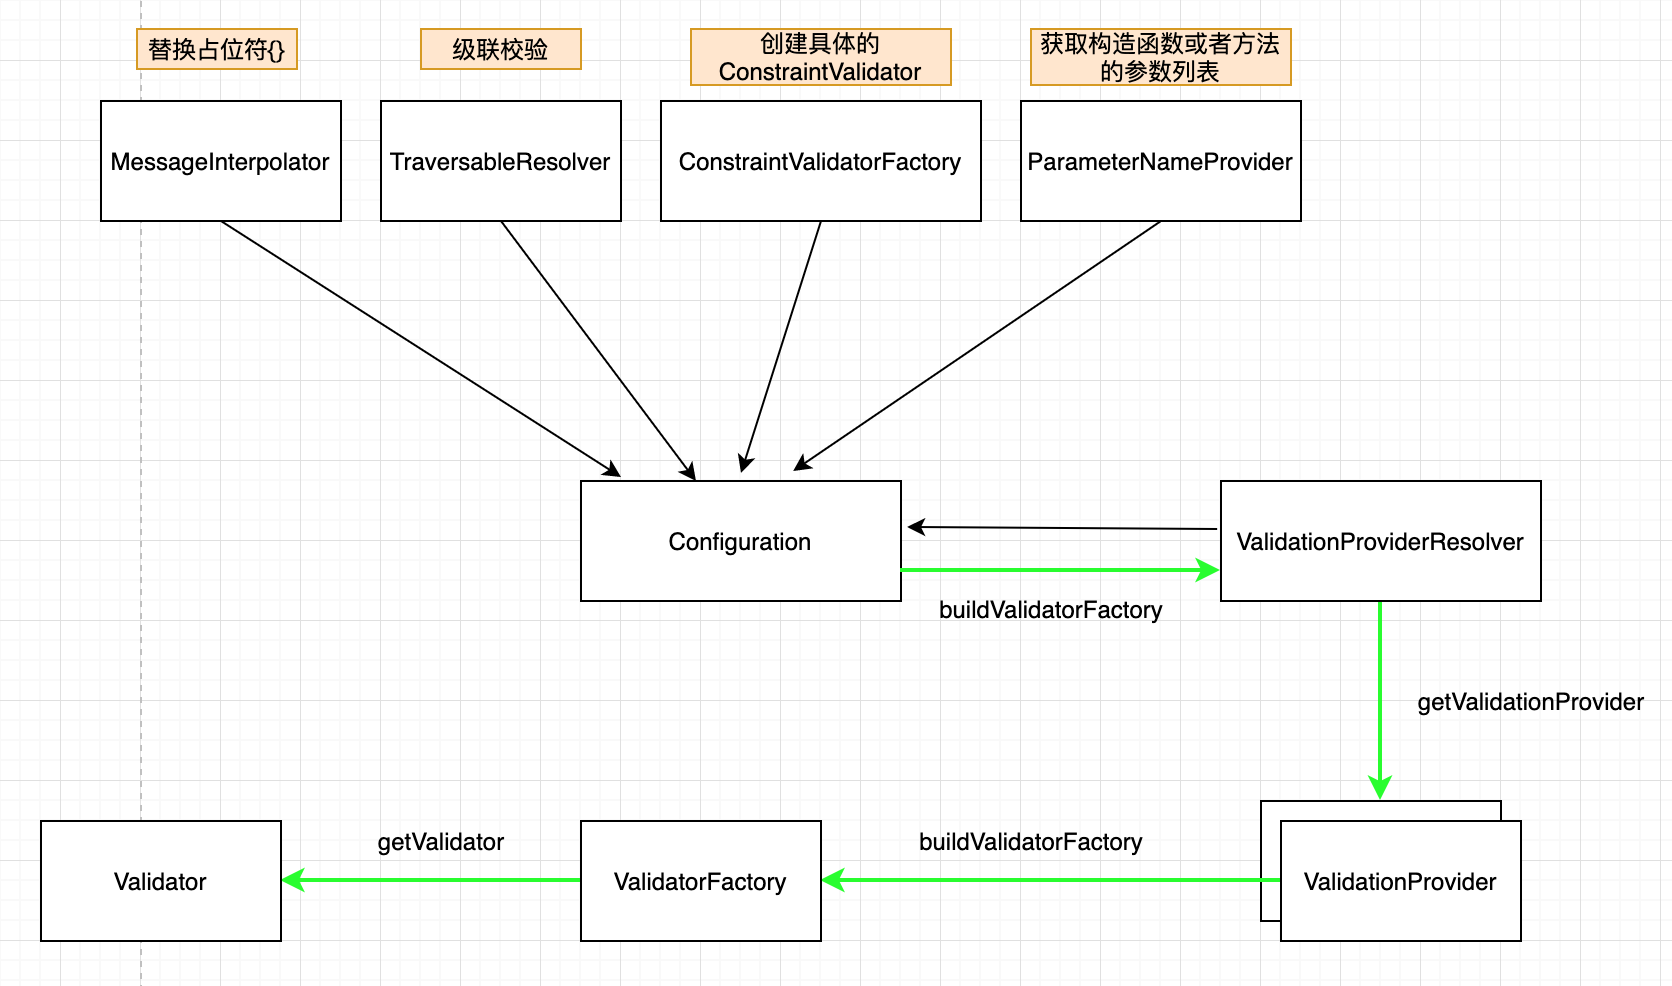 替换占位符{}
级联校验
创建具体的
ConstraintValidator
获取构造函数或者方法
的参数列表
MessageInterpolator
TraversableResolver
ConstraintValidatorFactory
ParameterNameProvider
Configuration
ValidationProviderResolver
buildValidatorFactory
getValidationProvider
getValidator
buildValidatorFactory
Validator
ValidatorFactory
ValidationProvider